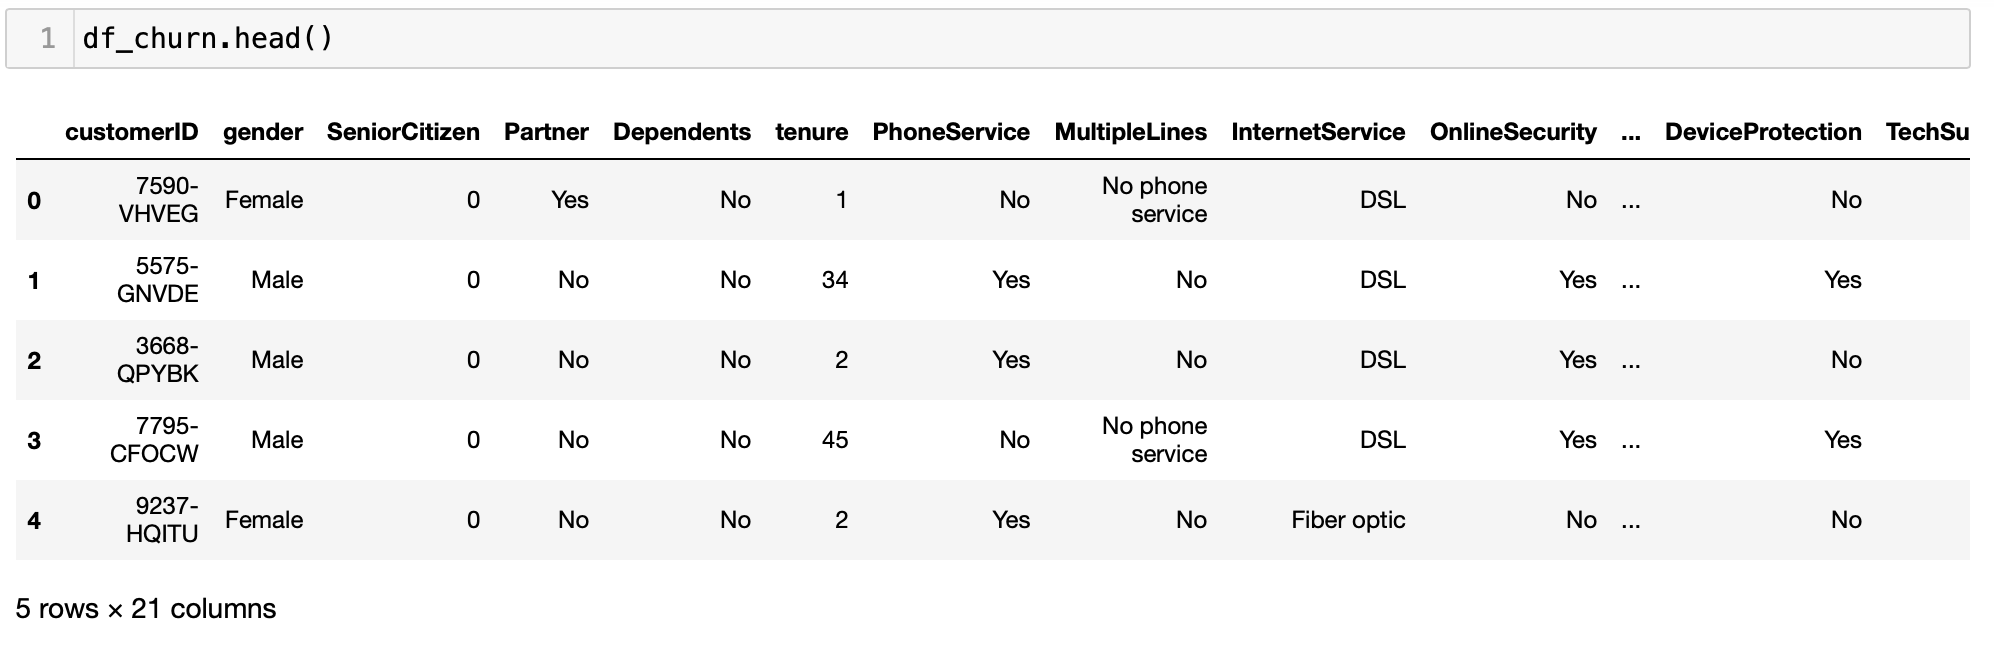 1 df_churn.head()
customerID gender SeniorCitizen Partner Dependents tenure PhoneService MultipleLines InternetService OnlineSecurity ... DeviceProtection TechSu
0 7590-VHVEG Female 0 Yes No 1 No No phone service DSL No ... No
1 5575-GNVDE Male 0 No No 34 Yes No DSL Yes ... Yes
2 3668-QPYBK Male 0 No No 2 Yes No DSL Yes ... No
3 7795-CFOCW Male 0 No No 45 No No phone service DSL Yes ... Yes
4 9237-HQITU Female 0 No No 2 Yes No Fiber optic No ... No
5 rows × 21 columns